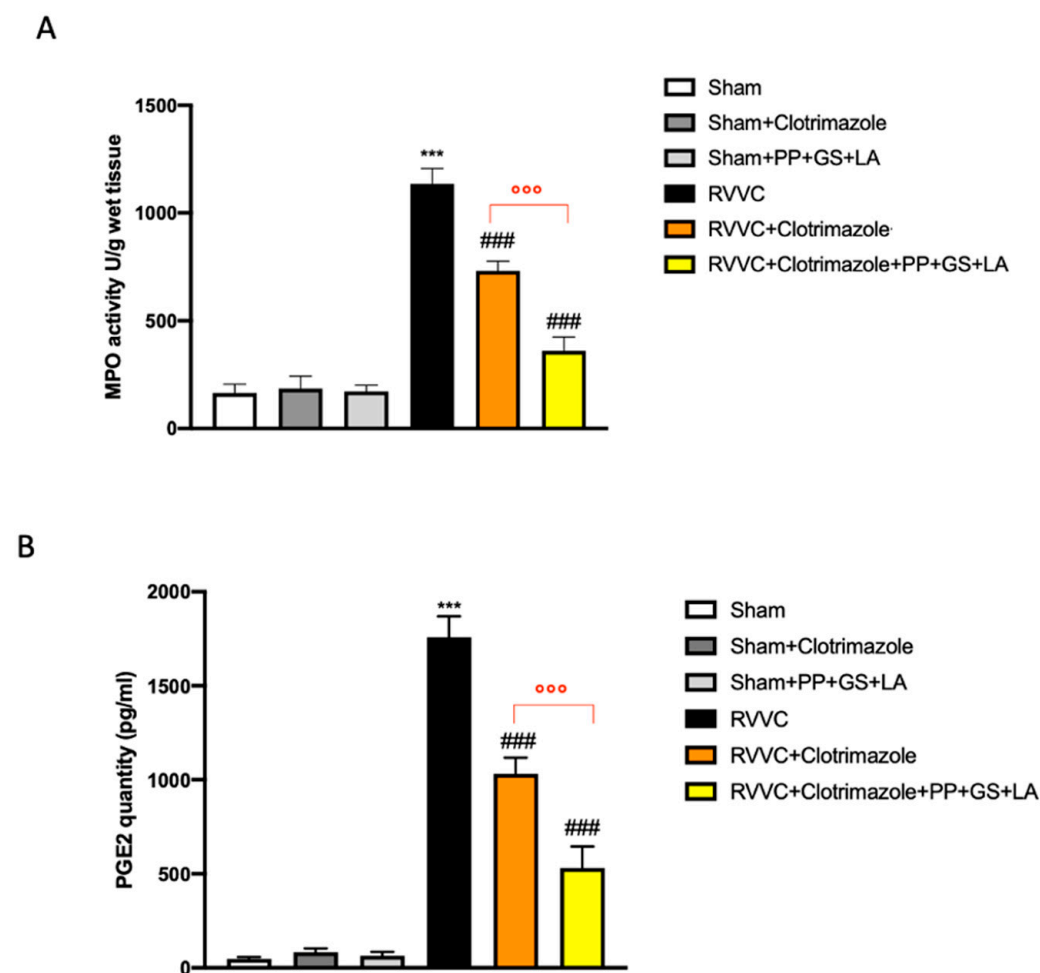 A
MPO activity U/g wet tissue
1500
1000
500
0
***
###
°°°
###
Sham
Sham+Clotrimazole
Sham+PP+GS+LA
RVVC
RVVC+Clotrimazole
RVVC+Clotrimazole+PP+GS+LA
B
PGE2 quantity (pg/ml)
2000
1500
1000
500
0
***
###
°°°
###
Sham
Sham+Clotrimazole
Sham+PP+GS+LA
RVVC
RVVC+Clotrimazole
RVVC+Clotrimazole+PP+GS+LA